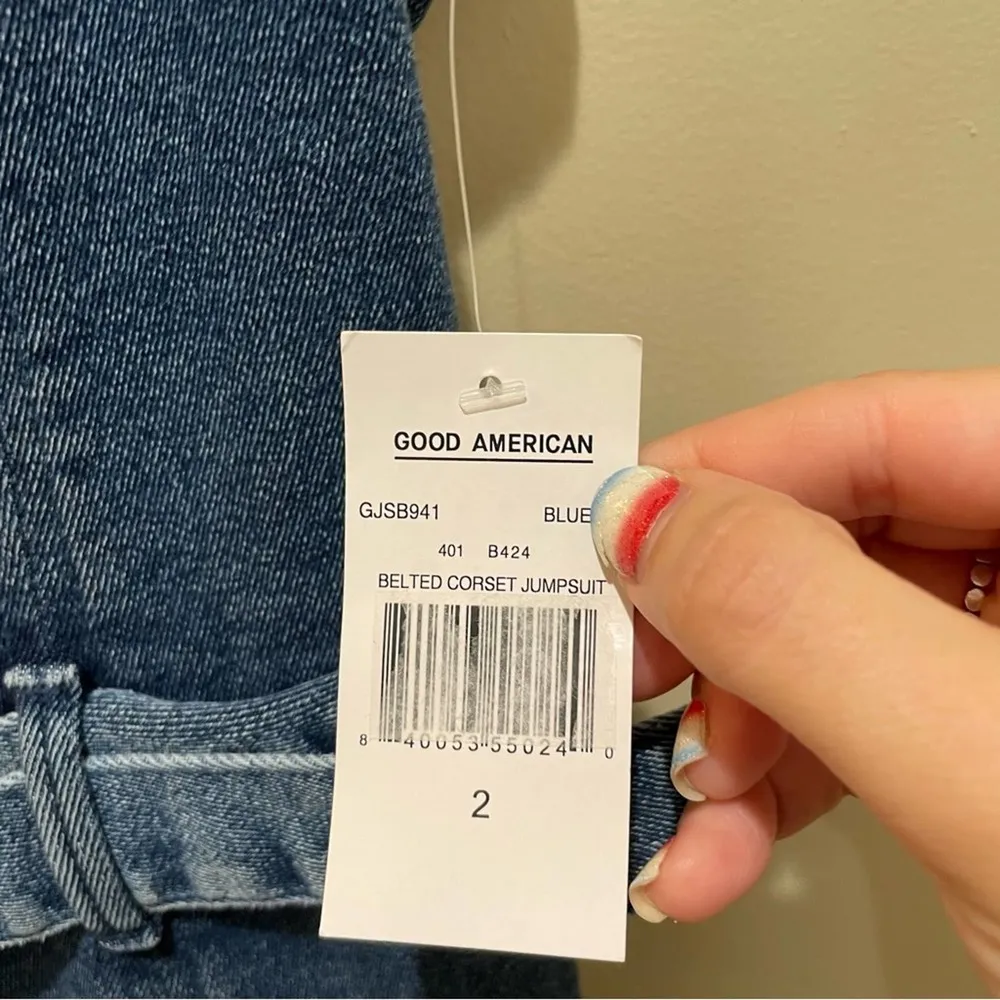 GOOD AMERICAN
GJSB941 BLUE
401 B424
BELTED CORSET JUMPSUIT
8 40053 55024 0
2